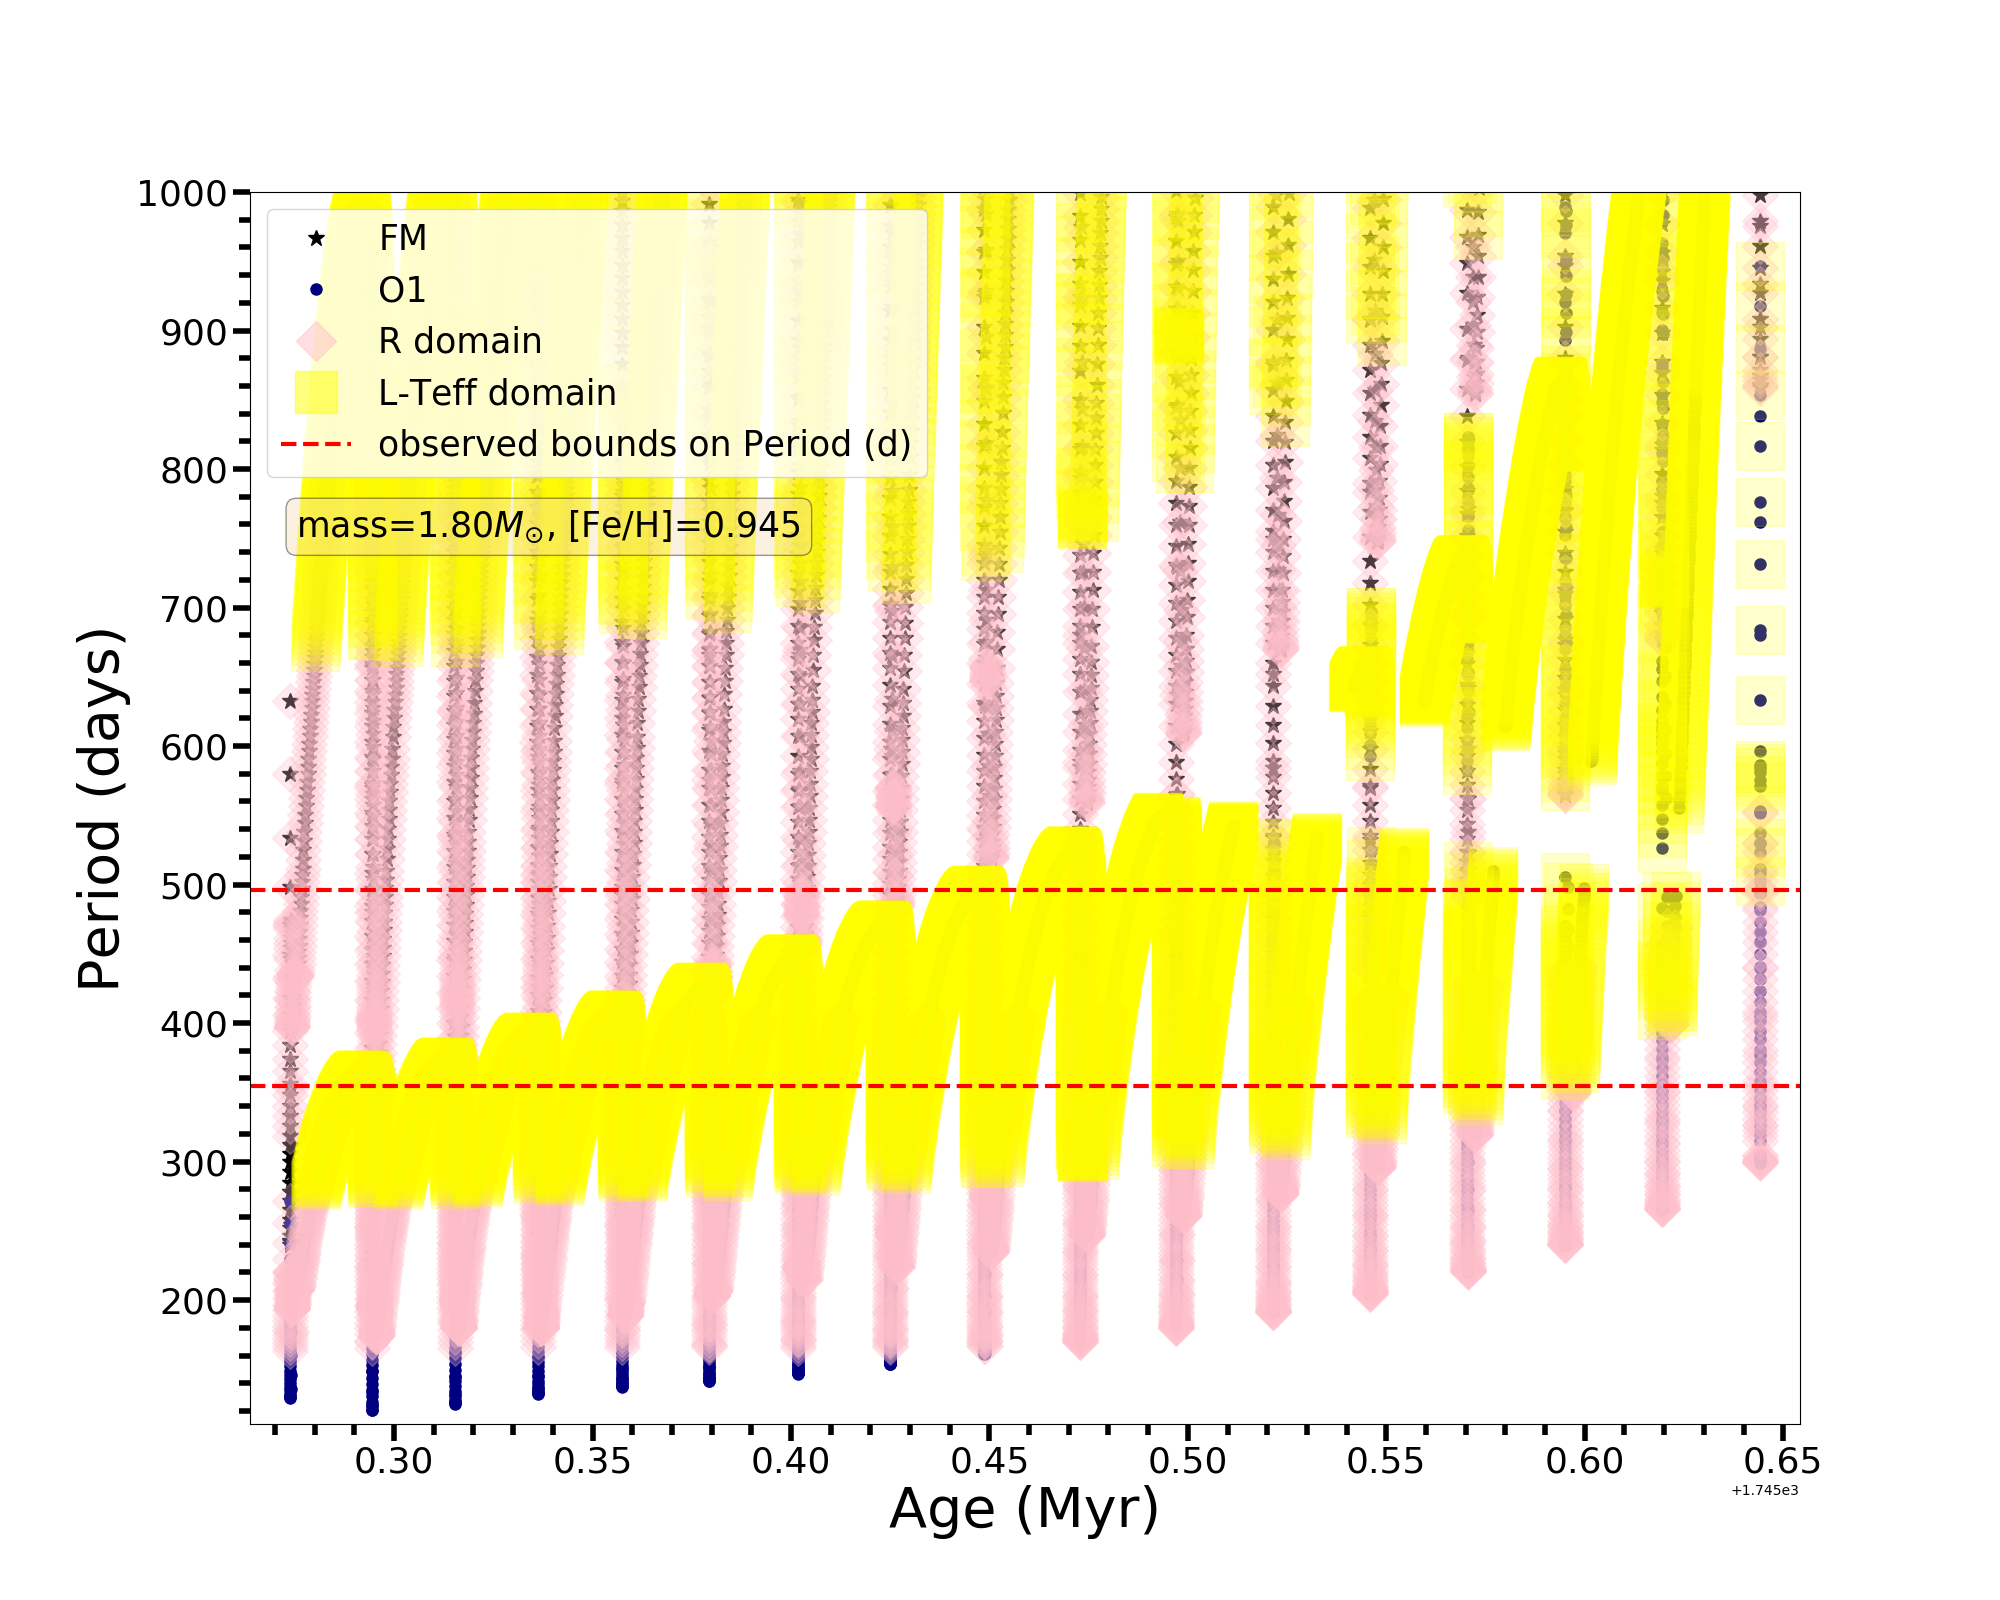 1000
900
800
700
600
500
400
300
200
Period (days)
FM
O1
R domain
L-Teff domain
observed bounds on Period (d)
mass=1.80M⊙, [Fe/H]=0.945
0.30 0.35 0.40 0.45 0.50 0.55 0.60 0.65
+1.745e3
Age (Myr)